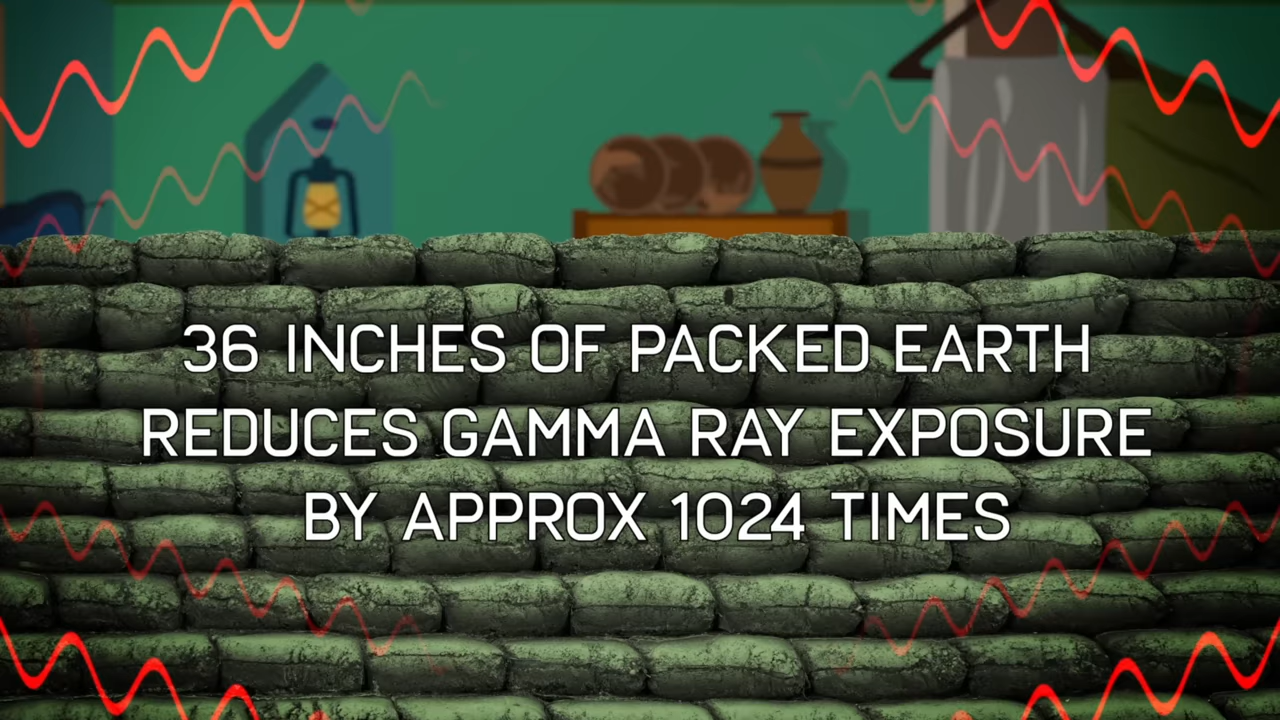 36 INCHES OF PACKED EARTH
REDUCES GAMMA RAY EXPOSURE
BY APPROX 1024 TIMES